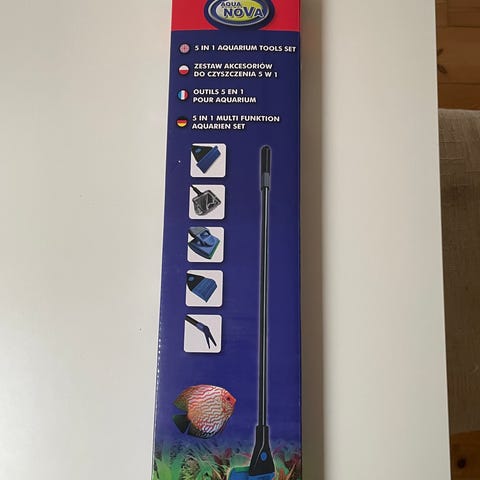 AQUA
NOVA
5 IN 1 AQUARIUM TOOLS SET
ZESTAW AKCESORIÓW
DO CZYSZCZENIA 5 W 1
OUTILS 5 EN 1
POUR AQUARIUM
5 IN 1 MULTI FUNKTION
AQUARIEN SET